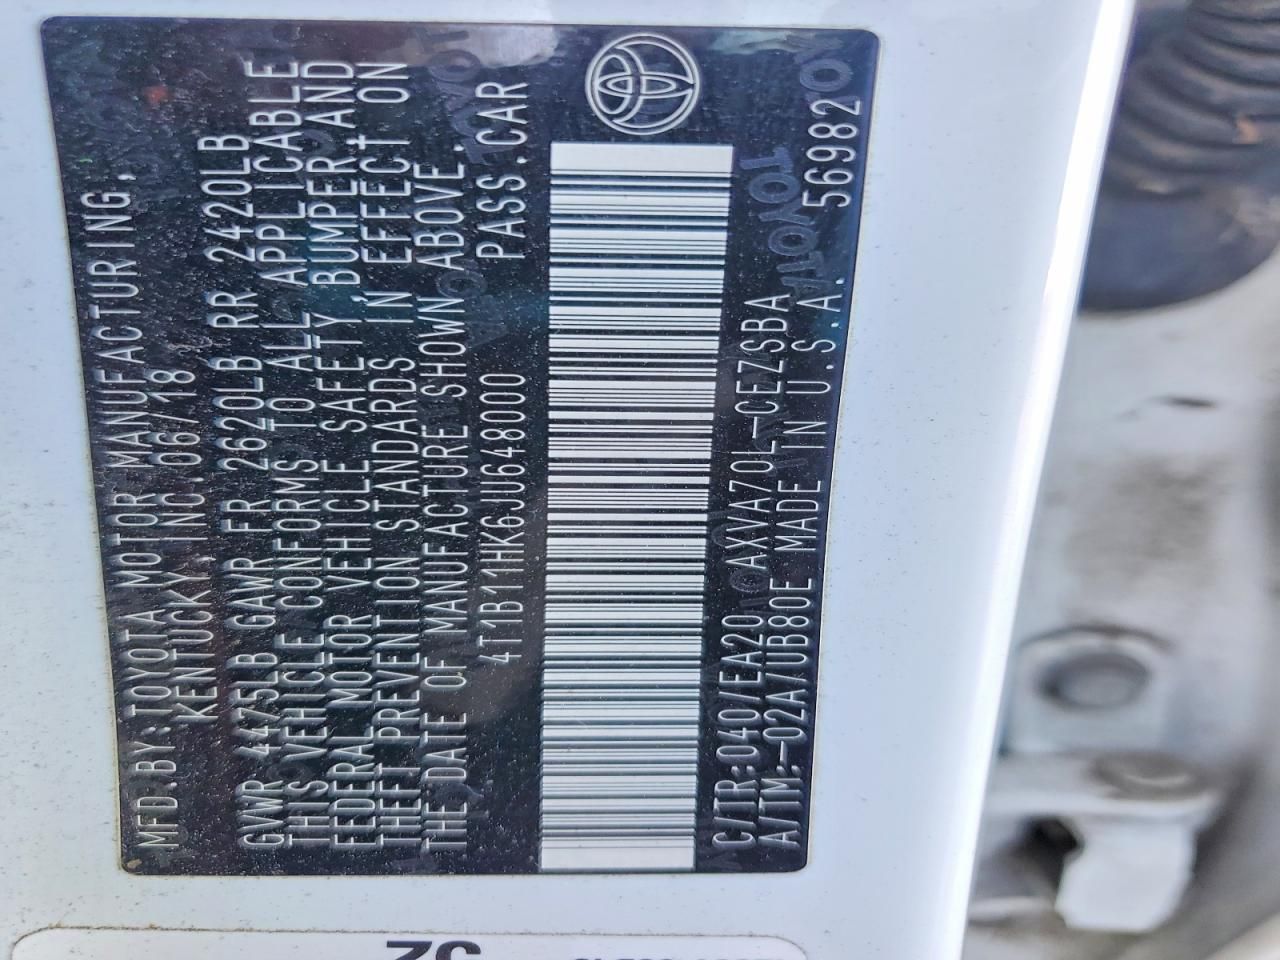 MFD.BY:TOYOTA MOTOR MANUFACTURING,
KENTUCKY,INC.06/18
GVWR 4475LB GAWR FR 2620LB RR 2420LB
THIS VEHICLE CONFORMS TO ALL APPLICABLE
FEDERAL MOTOR VEHICLE SAFETY,BUMPER AND
THEFT PREVENTION STANDARDS IN EFFECT ON
THE DATE OF MANUFACTURE SHOWN ABOVE.
4T1B11HK6JU648000 PASS.CAR
C/TR:040/EA20 AXVA70L-CEZSBA
A/TM:-02A/UB80E MADE IN U.S.A. 56982
TOYOTA